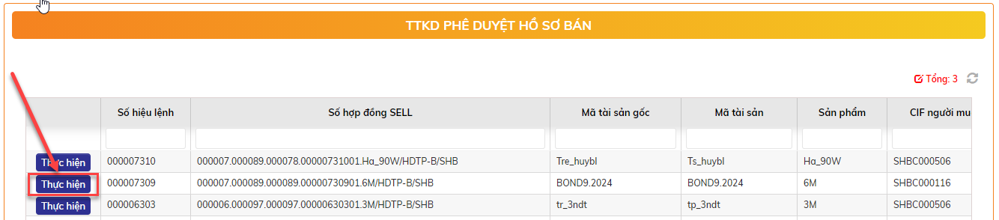 TTKD PHÊ DUYỆT HỒ SƠ BÁN
Tổng: 3
Số hiệu lệnh Số hợp đồng SELL Mã tài sản gốc Mã tài sản Sản phẩm CIF người mu
Thực hiện 000007310 000007.000089.000078.00000731001.Ha_90W/HDTP-B/SHB Tre_huybl Ts_huybl Ha_90W SHBC000506
Thực hiện 000007309 000007.000089.000089.00000730901.6M/HDTP-B/SHB BOND9.2024 BOND9.2024 6M SHBC000116
Thực hiện 000006303 000006.000097.000097.00000630301.3M/HDTP-B/SHB tr_3ndt tp_3ndt 3M SHBC000506